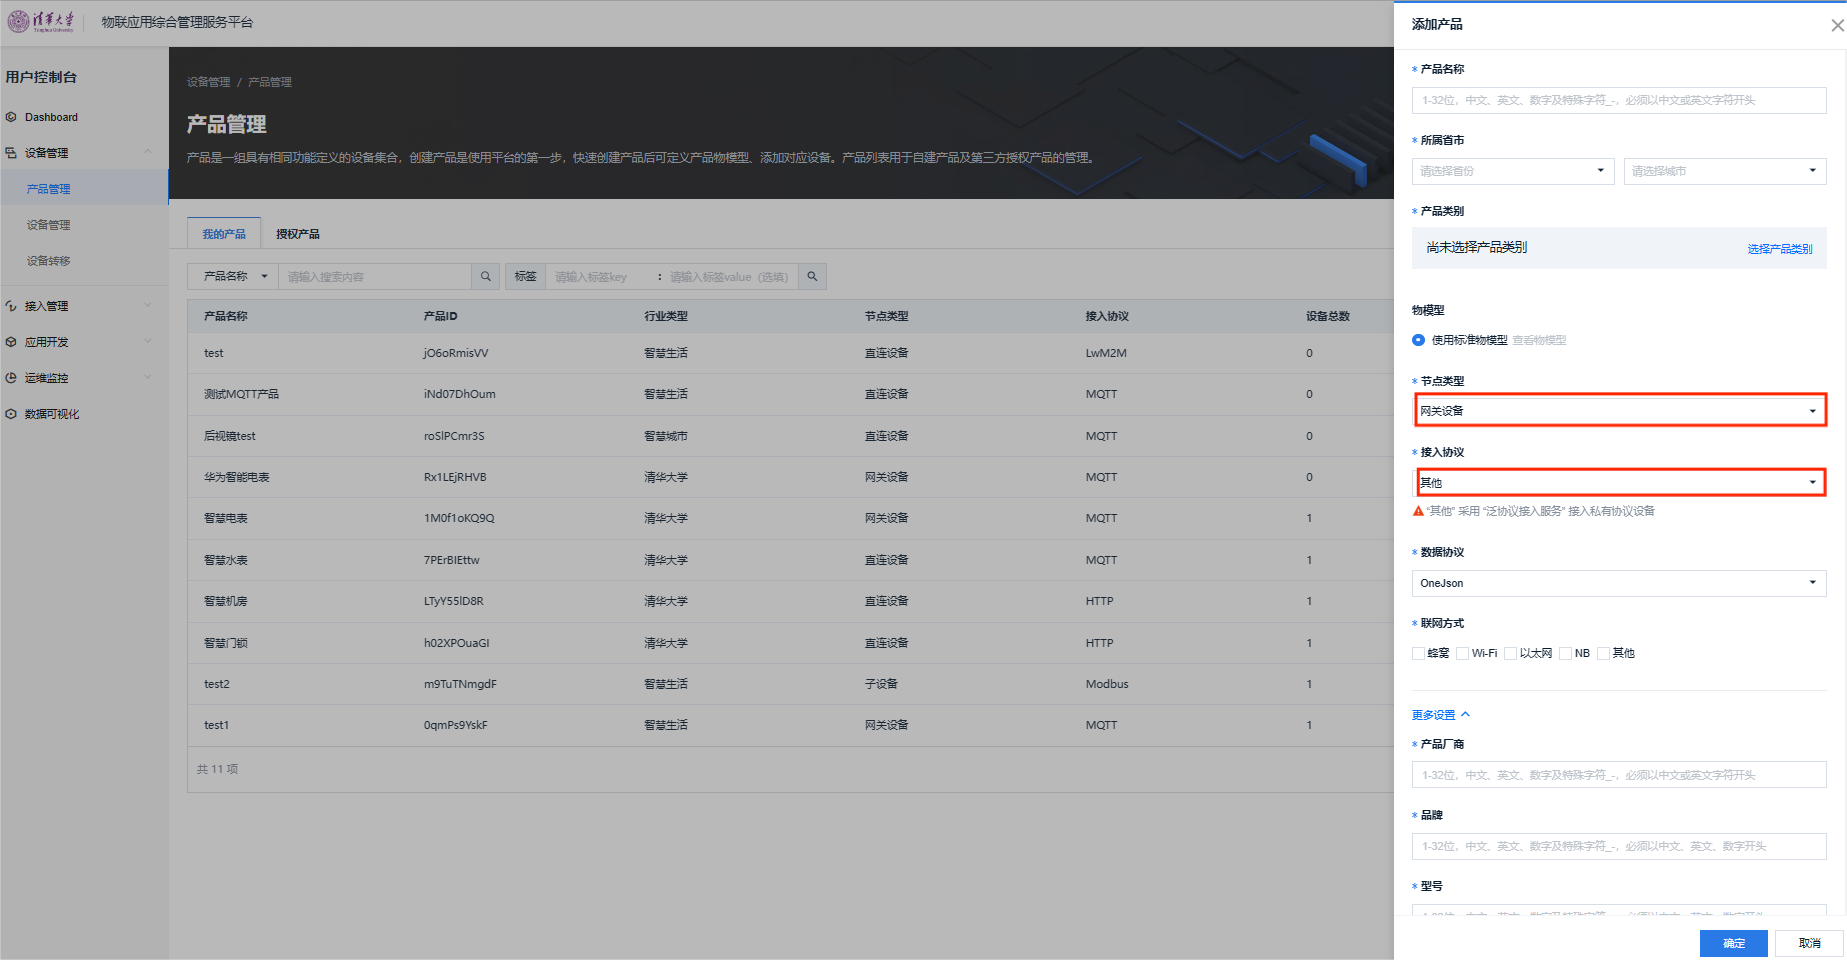 清华大学
Tsinghua University
物联应用综合管理服务平台
用户控制台
Dashboard
设备管理
产品管理
设备管理
设备转移
接入管理
应用开发
运维监控
数据可视化
设备管理 / 产品管理
产品管理
产品是一组具有相同功能定义的设备集合，创建产品是使用平台的第一步，快速创建产品后可定义产品物模型、添加对应设备。产品列表用于自建产品及第三方授权产品的管理。
我的产品 授权产品
产品名称 请输入搜索内容 标签 请输入标签key : 请输入标签value（选填）
产品名称 产品ID 行业类型 节点类型 接入协议 设备总数
test jO6oRmisVV 智慧生活 直连设备 LwM2M 0
测试MQTT产品 iNd07DhOum 智慧生活 直连设备 MQTT 0
后视镜test roSlPCmr3S 智慧城市 直连设备 MQTT 0
华为智能电表 Rx1LEjRHVB 清华大学 网关设备 MQTT 0
智慧电表 1M0f1oKQ9Q 清华大学 网关设备 MQTT 1
智慧水表 7PErBIEttw 清华大学 直连设备 MQTT 1
智慧机房 LTyY55lD8R 清华大学 直连设备 HTTP 1
智慧门锁 h02XPOuaGI 清华大学 直连设备 HTTP 1
test2 m9TuTNmgdF 智慧生活 子设备 Modbus 1
test1 0qmPs9YskF 智慧生活 网关设备 MQTT 1
共 11 项
添加产品
* 产品名称
1-32位，中文、英文、数字及特殊字符_-，必须以中文或英文字符开头
* 所属省市
请选择省份 请选择城市
* 产品类别
尚未选择产品类别 选择产品类别
物模型
使用标准物模型 查看物模型
* 节点类型
网关设备
* 接入协议
其他
"其他" 采用 "泛协议接入服务" 接入私有协议设备
* 数据协议
OneJson
* 联网方式
蜂窝 Wi-Fi 以太网 NB 其他
更多设置
* 产品厂商
1-32位，中文、英文、数字及特殊字符_-，必须以中文或英文字符开头
* 品牌
1-32位，中文、英文、数字及特殊字符_-，必须以中文、英文、数字开头
* 型号
1-32位，中文、英文、数字及特殊字符_-，必须以中文、英文、数字开头
确定 取消